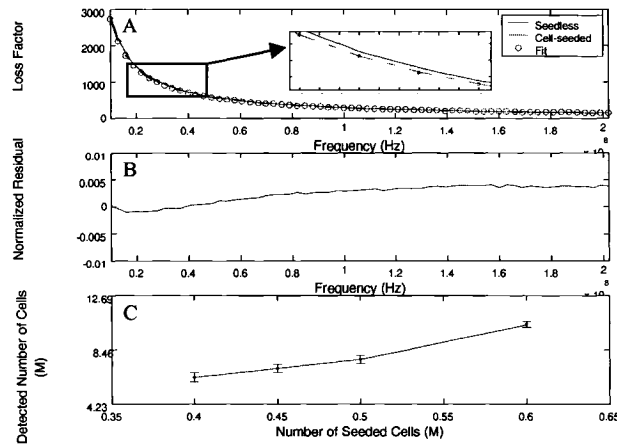 A
Loss Factor
3000
2000
1000
0
Seedless
Cell-seeded
Fit
0.2 0.4 0.6 0.8 1 1.2 1.4 1.6 1.8 2
Frequency (Hz)
8
B
Normalized Residual
0.01
0.005
0
-0.005
-0.01
0.2 0.4 0.6 0.8 1 1.2 1.4 1.6 1.8 2
Frequency (Hz)
8
C
Detected Number of Cells
(M)
12.69
8.46
4.23
0.35 0.4 0.45 0.5 0.55 0.6 0.65
Number of Seeded Cells (M)